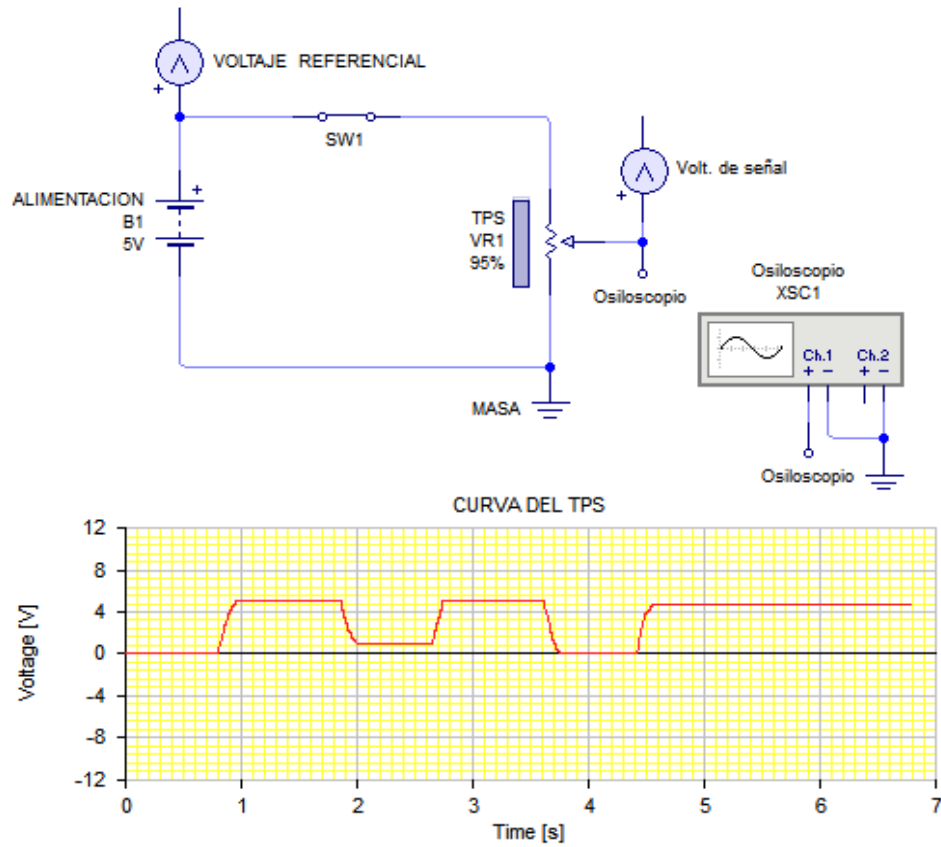 VOLTAJE REFERENCIAL
+
SW1
Volt. de señal
+
ALIMENTACION
B1
5V
+
TPS
VR1
95%
Osiloscopio
Osiloscopio
XSC1
Ch.1
Ch.2
+ − + −
MASA
Osiloscopio
CURVA DEL TPS
Voltage [V]
12
8
4
0
-4
-8
-12
0 1 2 3 4 5 6 7
Time [s]